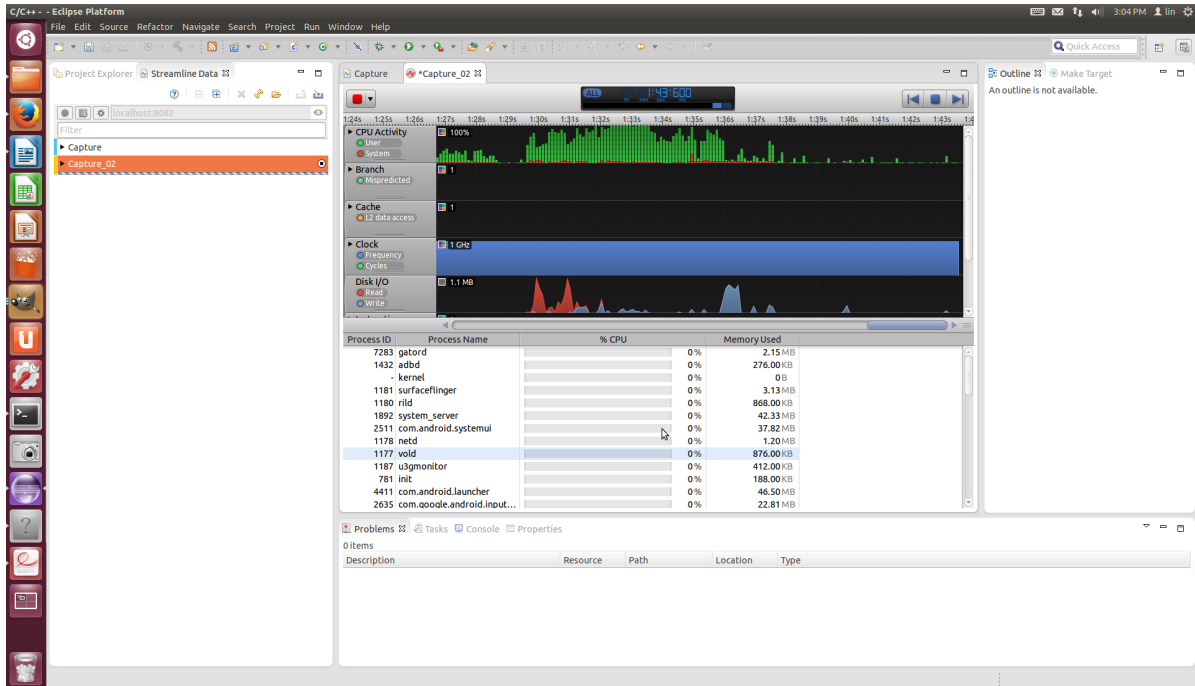 C/C++ - - Eclipse Platform
3:04 PM lin
File Edit Source Refactor Navigate Search Project Run Window Help
Quick Access
Project Explorer Streamline Data
localhost:8082
Filter
Capture
Capture_02
Capture *Capture_02
ALL 1:43:600
1:24s 1:25s 1:26s 1:27s 1:28s 1:29s 1:30s 1:31s 1:32s 1:33s 1:34s 1:35s 1:36s 1:37s 1:38s 1:39s 1:40s 1:41s 1:42s 1:43s 1:4
CPU Activity 100%
User
System
Branch 1
Mispredicted
Cache 1
L2 data access
Clock 1 GHz
Frequency
Cycles
Disk I/O 1.1 MB
Read
Write
Process ID Process Name % CPU Memory Used
7283 gatord 0% 2.15 MB
1432 adbd 0% 276.00 KB
- kernel 0% 0 B
1181 surfaceflinger 0% 3.13 MB
1180 rild 0% 868.00 KB
1892 system_server 0% 42.33 MB
2511 com.android.systemui 0% 37.82 MB
1178 netd 0% 1.20 MB
1177 vold 0% 876.00 KB
1187 u3gmonitor 0% 412.00 KB
781 init 0% 188.00 KB
4411 com.android.launcher 0% 46.50 MB
2635 com.google.android.input... 0% 22.81 MB
Outline Make Target
An outline is not available.
Problems Tasks Console Properties
0 items
Description Resource Path Location Type